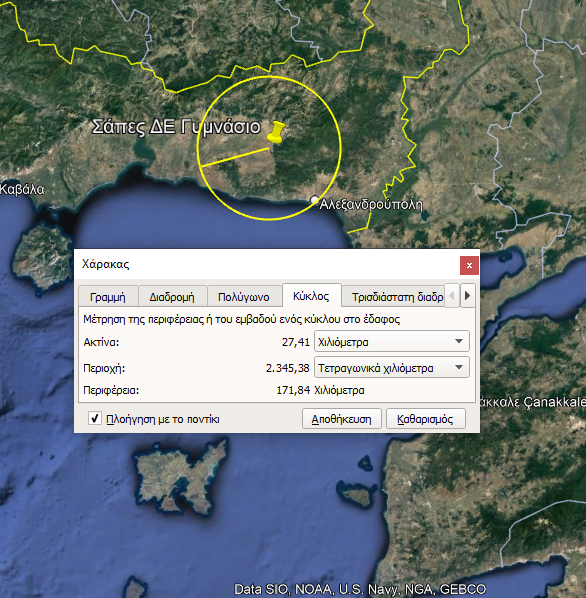 Σάπες ΔΕ Γυμνάσιο
Καβάλα
Αλεξανδρούπολη
Χάρακας
x
Γραμμή Διαδρομή Πολύγωνο Κύκλος Τρισδιάστατη διαδρ
Μέτρηση της περιφέρειας ή του εμβαδού ενός κύκλου στο έδαφος
Ακτίνα: 27,41 Χιλιόμετρα
Περιοχή: 2.345,38 Τετραγωνικά χιλιόμετρα
Περιφέρεια: 171,84 Χιλιόμετρα
άκκαλε Çanakkale
Πλοήγηση με το ποντίκι Αποθήκευση Καθαρισμός
Data SIO, NOAA, U.S. Navy, NGA, GEBCO